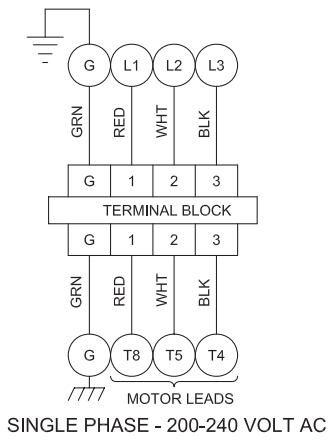 G L1 L2 L3
GRN RED WHT BLK
G 1 2 3
TERMINAL BLOCK
G 1 2 3
GRN RED WHT BLK
G T8 T5 T4
MOTOR LEADS
SINGLE PHASE - 200-240 VOLT AC